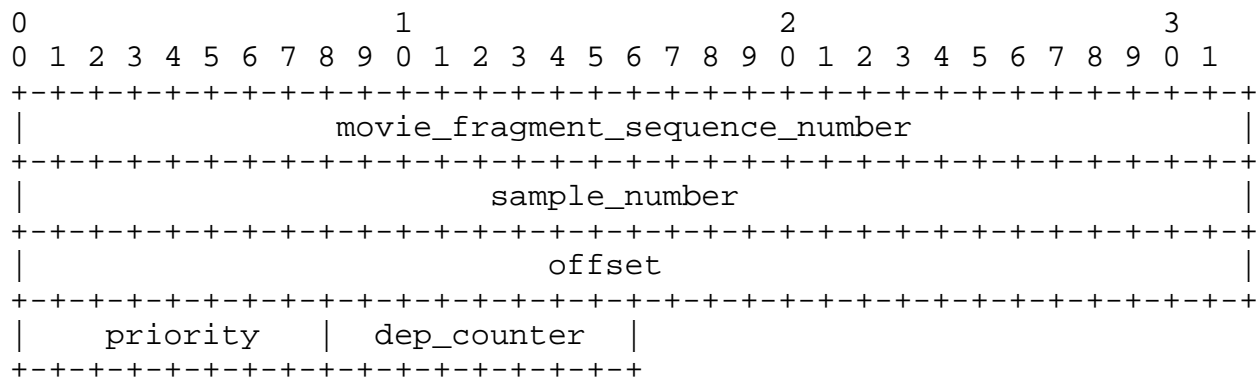 0                   1                   2                   3
0 1 2 3 4 5 6 7 8 9 0 1 2 3 4 5 6 7 8 9 0 1 2 3 4 5 6 7 8 9 0 1
+-+-+-+-+-+-+-+-+-+-+-+-+-+-+-+-+-+-+-+-+-+-+-+-+-+-+-+-+-+-+-+-+
|                movie_fragment_sequence_number                 |
+-+-+-+-+-+-+-+-+-+-+-+-+-+-+-+-+-+-+-+-+-+-+-+-+-+-+-+-+-+-+-+-+
|                        sample_number                          |
+-+-+-+-+-+-+-+-+-+-+-+-+-+-+-+-+-+-+-+-+-+-+-+-+-+-+-+-+-+-+-+-+
|                           offset                              |
+-+-+-+-+-+-+-+-+-+-+-+-+-+-+-+-+-+-+-+-+-+-+-+-+-+-+-+-+-+-+-+-+
|    priority   |  dep_counter  |
+-+-+-+-+-+-+-+-+-+-+-+-+-+-+-+-+